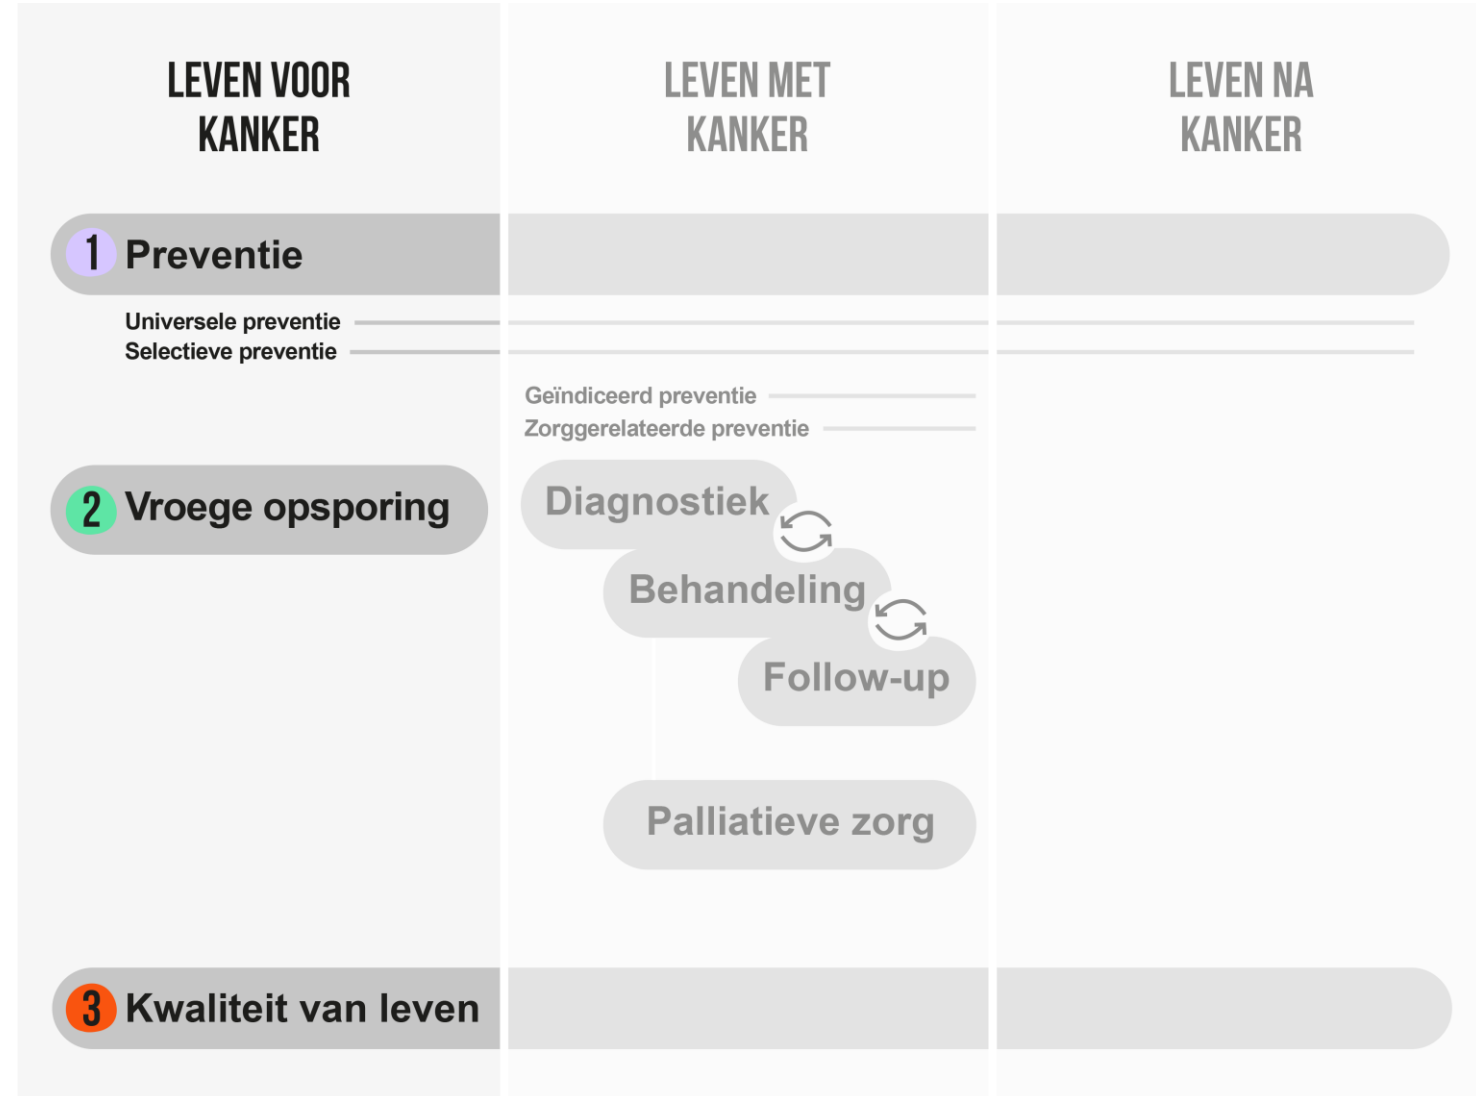 LEVEN VOOR
KANKER
LEVEN MET
KANKER
LEVEN NA
KANKER
1 Preventie
Universele preventie
Selectieve preventie
Geïndiceerd preventie
Zorggerelateerde preventie
2 Vroege opsporing
Diagnostiek
Behandeling
Follow-up
Palliatieve zorg
3 Kwaliteit van leven